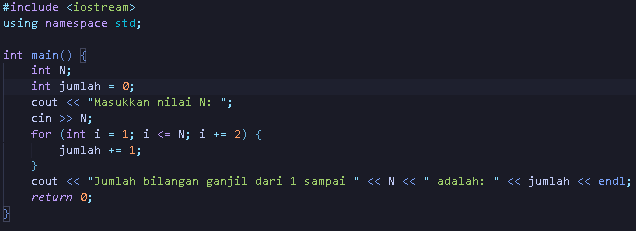 #include <iostream>
using namespace std;
int main() {
int N;
int jumlah = 0;
cout << "Masukkan nilai N: ";
cin >> N;
for (int i = 1; i <= N; i += 2) {
jumlah += 1;
}
cout << "Jumlah bilangan ganjil dari 1 sampai " << N << " adalah: " << jumlah << endl;
return 0;
}